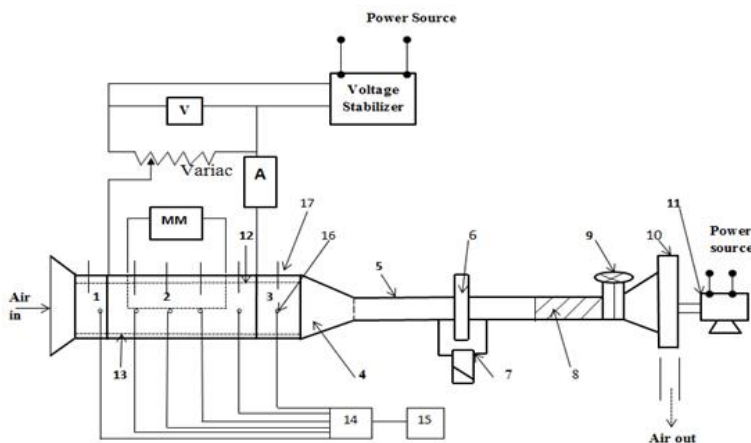 Power Source
Voltage
Stabilizer
V
Variac
A
MM
17
12
16
6
9
10
11
Power
source
5
Air
in
1
2
3
13
4
7
8
14
15
Air out